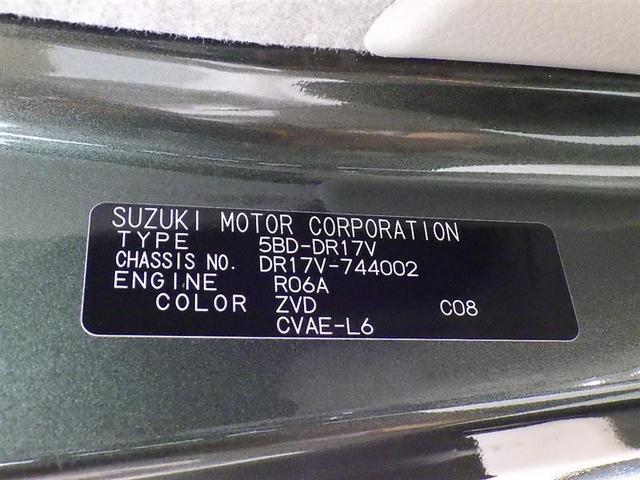 SUZUKI MOTOR CORPORATION
TYPE 5BD-DR17V
CHASSIS NO. DR17V-744002
ENGINE R06A
COLOR ZVD C08
CVAE-L6